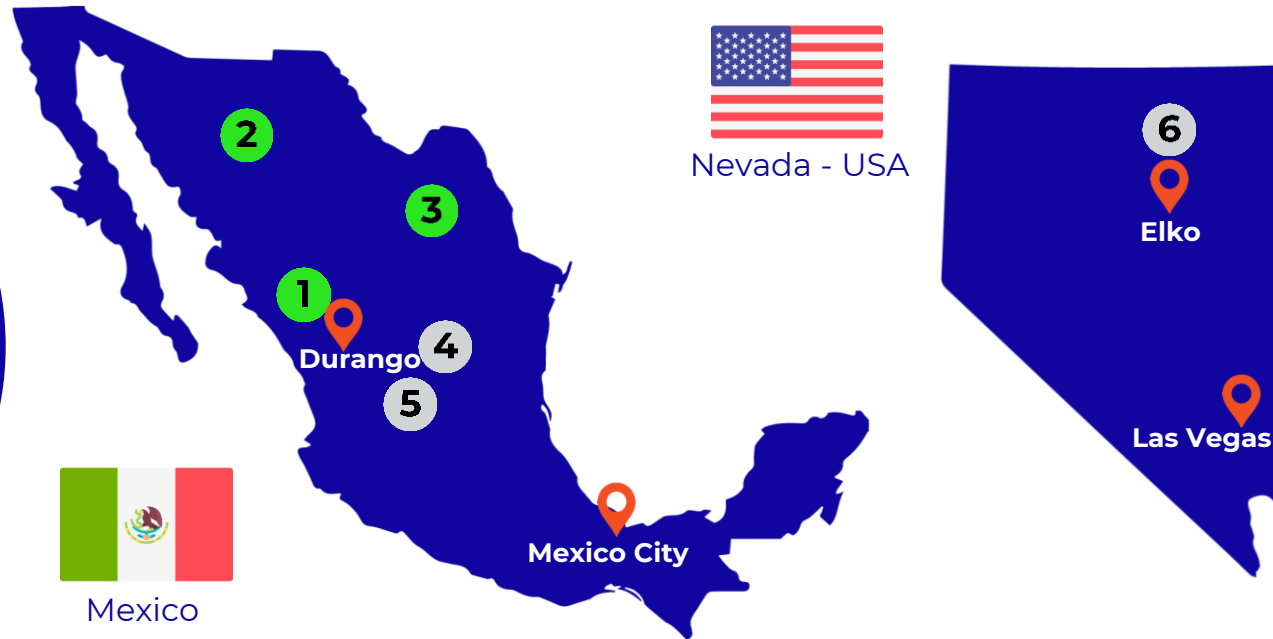 2
3
1
Durango
4
5
Mexico City
Mexico
Nevada - USA
6
Elko
Las Vegas